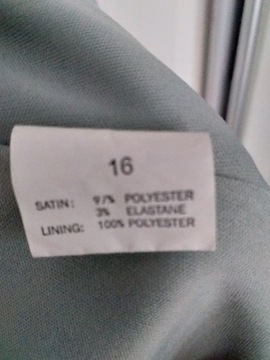 16
SATIN: 97% POLYESTER
3% ELASTANE
LINING: 100% POLYESTER